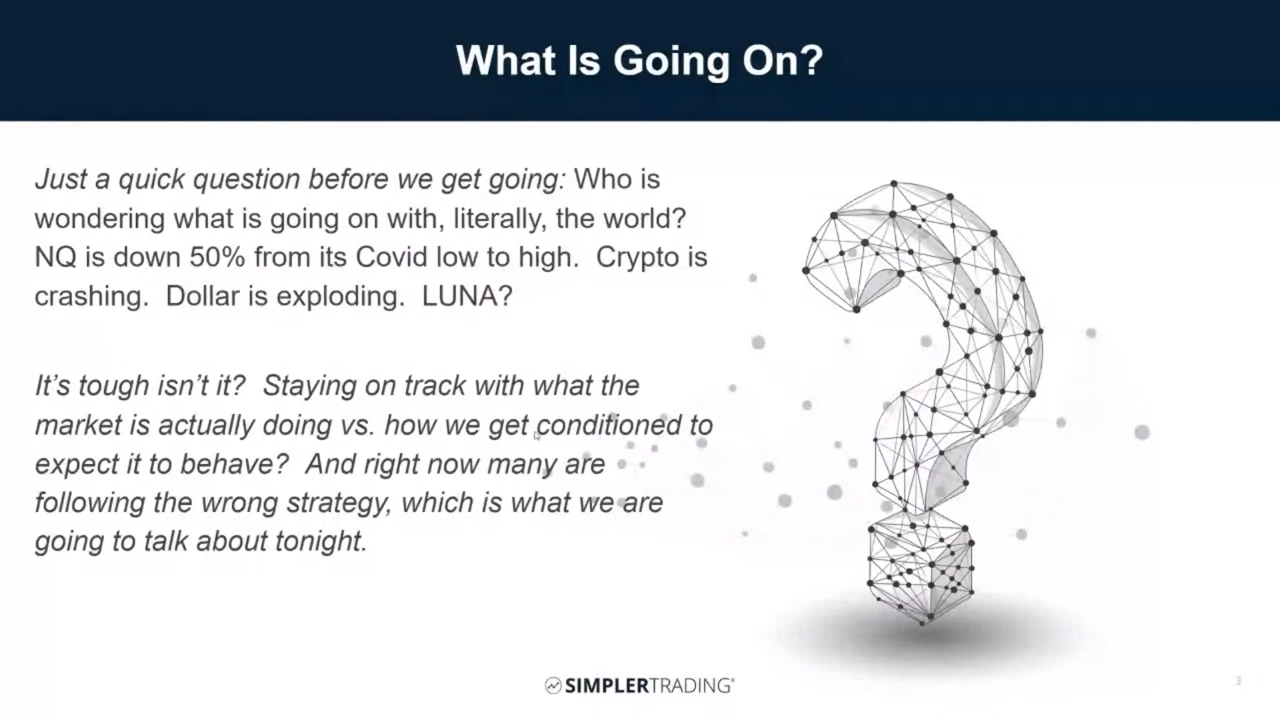 What Is Going On?
Just a quick question before we get going: Who is
wondering what is going on with, literally, the world?
NQ is down 50% from its Covid low to high.  Crypto is
crashing.  Dollar is exploding.  LUNA?
It’s tough isn’t it?  Staying on track with what the
market is actually doing vs. how we get conditioned to
expect it to behave?  And right now many are
following the wrong strategy, which is what we are
going to talk about tonight.
SIMPLERTRADING®
3